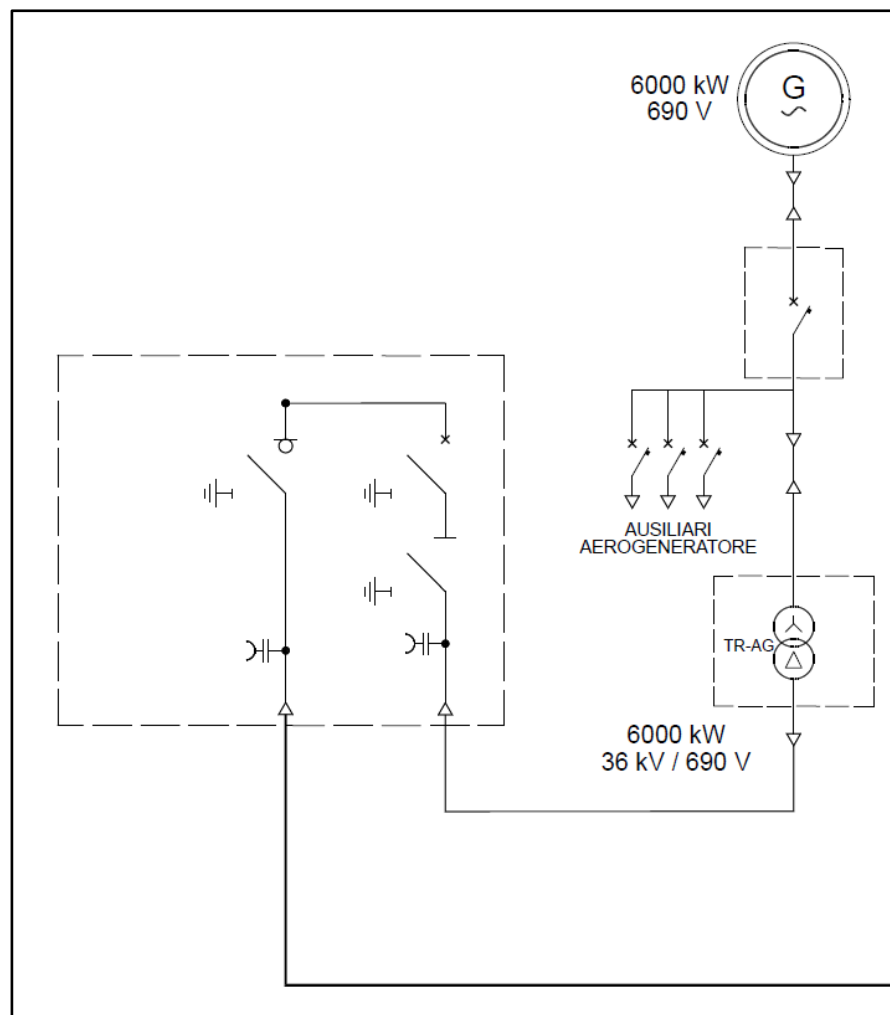 6000 kW
690 V
G
AUSILIARI
AEROGENERATORE
TR-AG
6000 kW
36 kV / 690 V